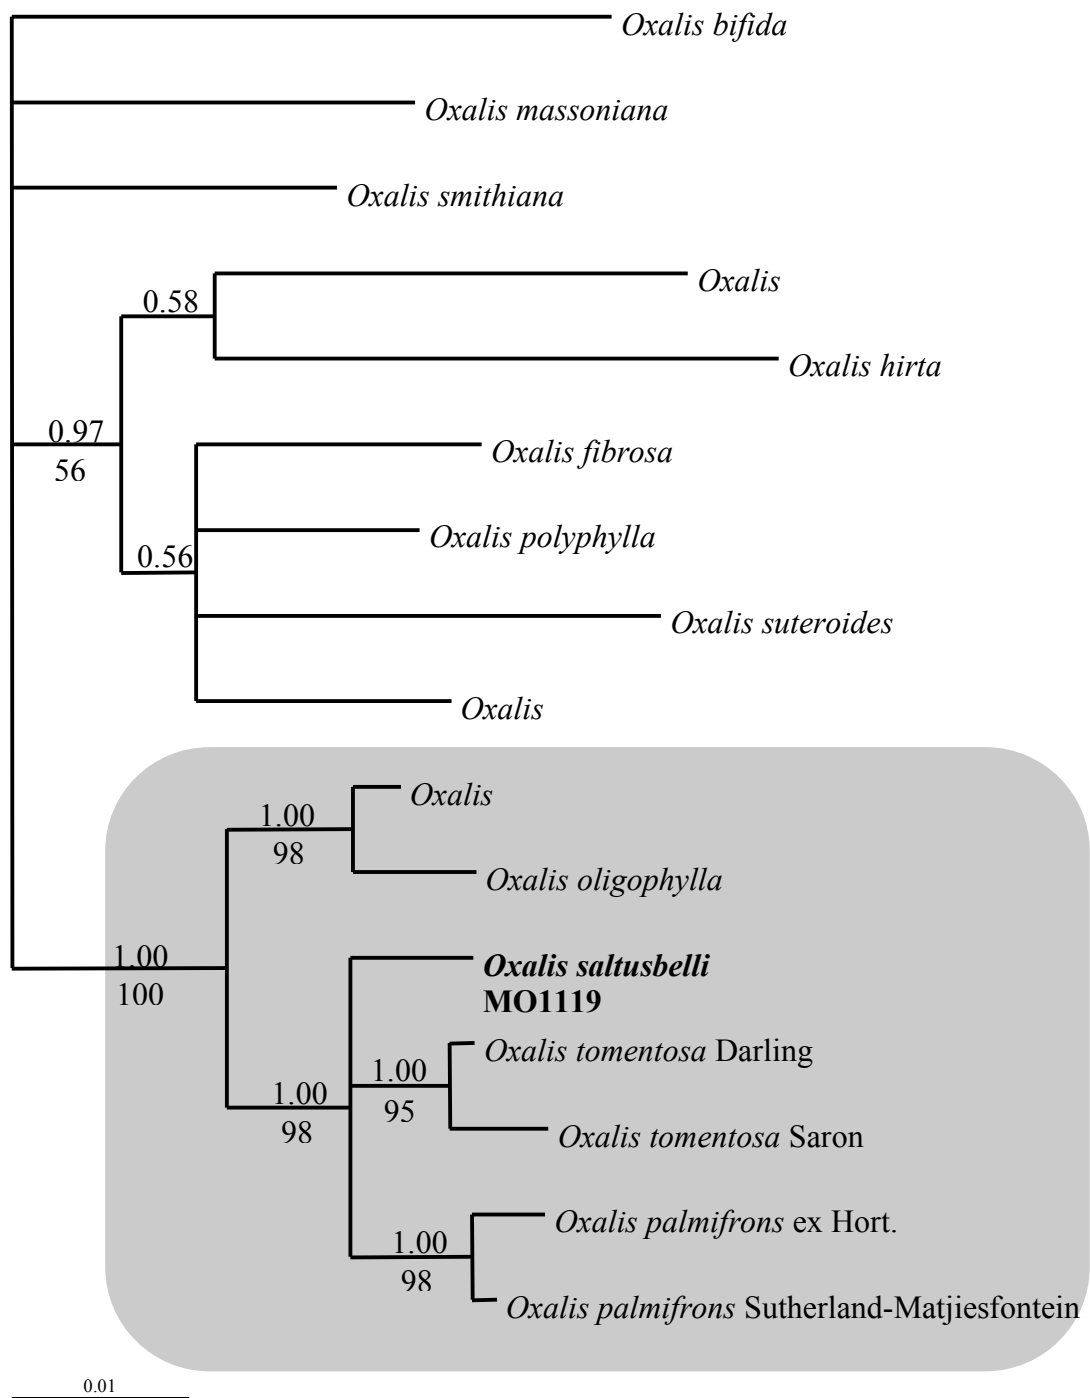 Oxalis bifida
Oxalis massoniana
Oxalis smithiana
Oxalis
0.58
Oxalis hirta
0.97
56
Oxalis fibrosa
Oxalis polyphylla
0.56
Oxalis suteroides
Oxalis
Oxalis
1.00
98
Oxalis oligophylla
1.00
100
Oxalis saltusbelli
MO1119
Oxalis tomentosa Darling
1.00
95
1.00
98
Oxalis tomentosa Saron
Oxalis palmifrons ex Hort.
1.00
98
Oxalis palmifrons Sutherland-Matjiesfontein
0.01